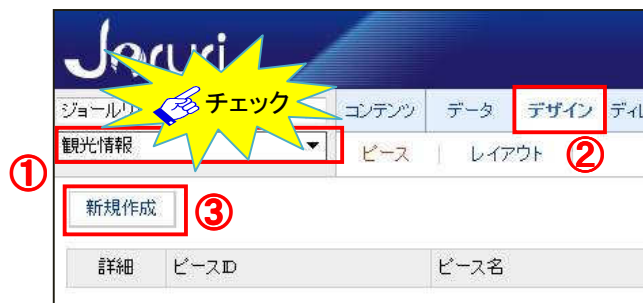 Joruri
チェック
ジョールリ
コンテンツ データ デザイン ディレ
観光情報
ピース | レイアウト ②
①
新規作成 ③
詳細 ピースID ピース名